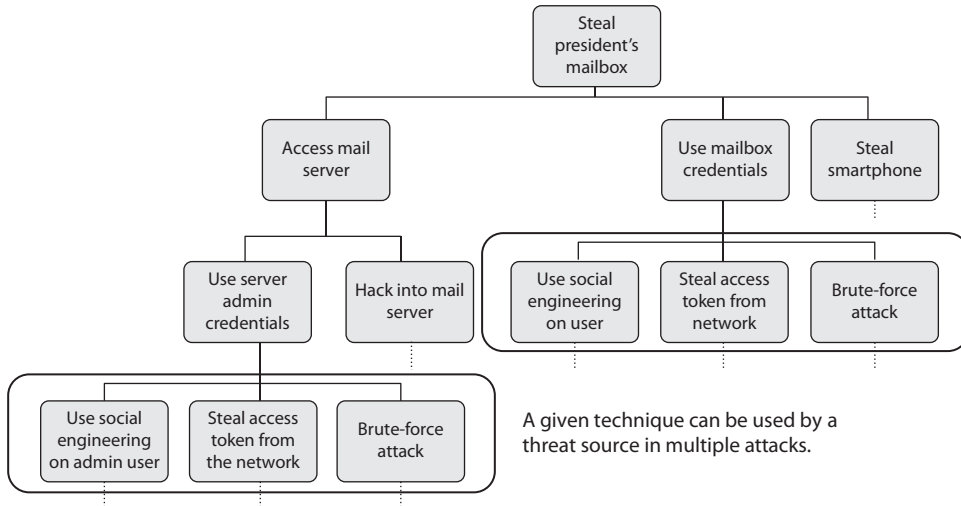 Steal
president's
mailbox
Access mail
server
Use mailbox
credentials
Steal
smartphone
Use server
admin
credentials
Hack into mail
server
Use social
engineering
on user
Steal access
token from
network
Brute-force
attack
Use social
engineering
on admin user
Steal access
token from
the network
Brute-force
attack
A given technique can be used by a
threat source in multiple attacks.